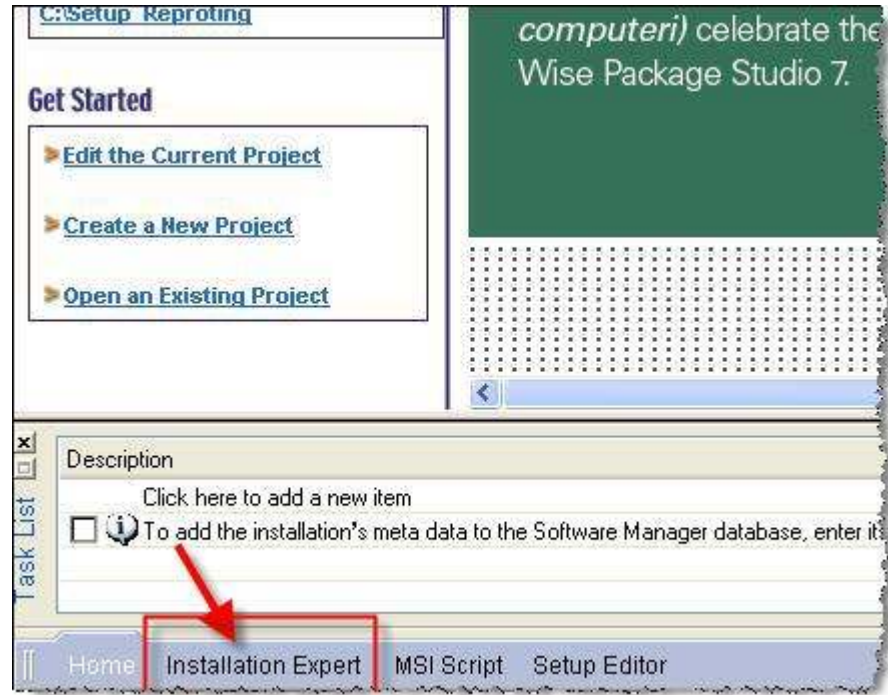 C:\Setup Reproting
Get Started
Edit the Current Project
Create a New Project
Open an Existing Project
computeri) celebrate the
Wise Package Studio 7.
Task List
Description
Click here to add a new item
To add the installation's meta data to the Software Manager database, enter it
Home
Installation Expert
MSI Script
Setup Editor